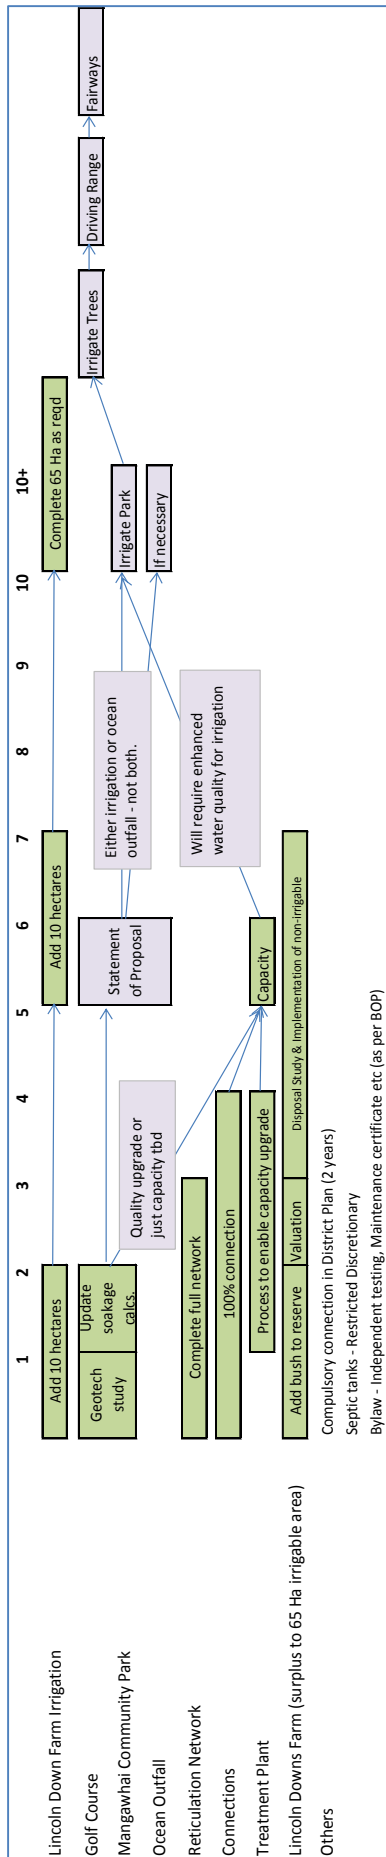 1 2 3 4 5 6 7 8 9 10 10+
Lincoln Down Farm Irrigation
Add 10 hectares
Add 10 hectares
Complete 65 Ha as reqd
Golf Course
Geotech
study
Update
soakage
calcs.
Statement
of Proposal
Irrigate Trees
Driving Range
Fairways
Mangawhai Community Park
Either irrigation or ocean
outfall - not both.
Irrigate Park
Ocean Outfall
If necessary
Quality upgrade or
just capacity tbd
Will require enhanced
water quality for irrigation
Reticulation Network
Complete full network
Connections
100% connection
Treatment Plant
Process to enable capacity upgrade
Capacity
Lincoln Downs Farm (surplus to 65 Ha irrigable area)
Add bush to reserve
Valuation
Disposal Study & Implementation of non-irrigable
Others
Compulsory connection in District Plan (2 years)
Septic tanks - Restricted Discretionary
Bylaw - Independent testing, Maintenance certificate etc (as per BOP)